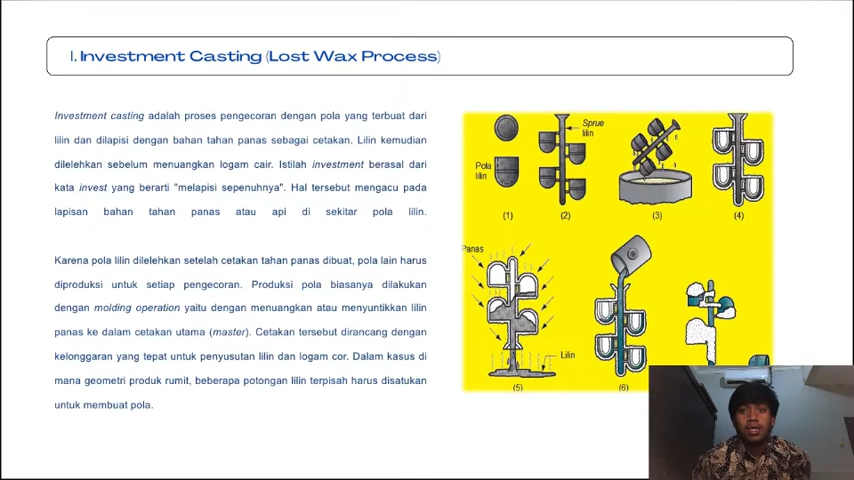 1. Investment Casting (Lost Wax Process)
Investment casting adalah proses pengecoran dengan pola yang terbuat dari
lilin dan dilapisi dengan bahan tahan panas sebagai cetakan. Lilin kemudian
dilelehkan sebelum menuangkan logam cair. Istilah investment berasal dari
kata invest yang berarti "melapisi sepenuhnya". Hal tersebut mengacu pada
lapisan bahan tahan panas atau api di sekitar pola lilin.
Karena pola lilin dilelehkan setelah cetakan tahan panas dibuat, pola lain harus
diproduksi untuk setiap pengecoran. Produksi pola biasanya dilakukan
dengan molding operation yaitu dengan menuangkan atau menyuntikkan lilin
panas ke dalam cetakan utama (master). Cetakan tersebut dirancang dengan
kelonggaran yang tepat untuk penyusutan lilin dan logam cor. Dalam kasus di
mana geometri produk rumit, beberapa potongan lilin terpisah harus disatukan
untuk membuat pola.
Sprue
lilin
Pola
lilin
(1)
(2)
(3)
(4)
Panas
Lilin
(5)
(6)